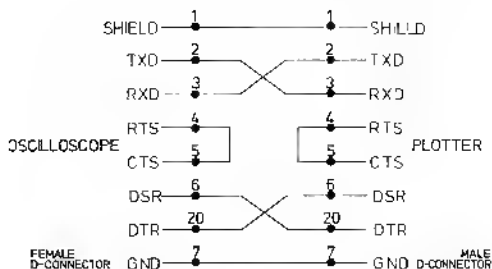 SHIELD 1 1 SHIELD
TXD 2 2 TXD
RXD 3 3 RXD
RTS 4 4 RTS
OSCILLOSCOPE PLOTTER
CTS 5 5 CTS
DSR 6 6 DSR
DTR 20 20 DTR
FEMALE MALE
D-CONNECTOR GND 7 7 GND D-CONNECTOR